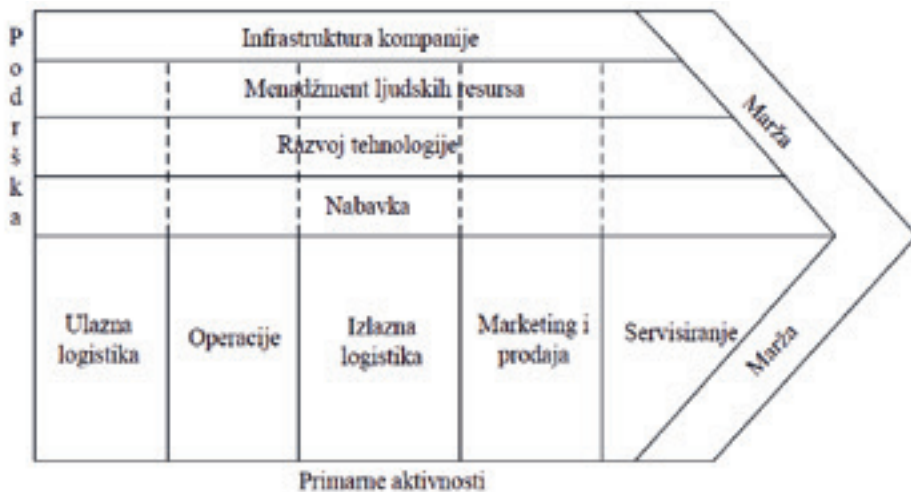 Podrška
Infrastruktura kompanije
Menadžment ljudskih resursa
Razvoj tehnologije
Nabavka
Marža
Ulazna
logistika
Operacije
Izlazna
logistika
Marketing i
prodaja
Servisiranje
Marža
Primarne aktivnosti